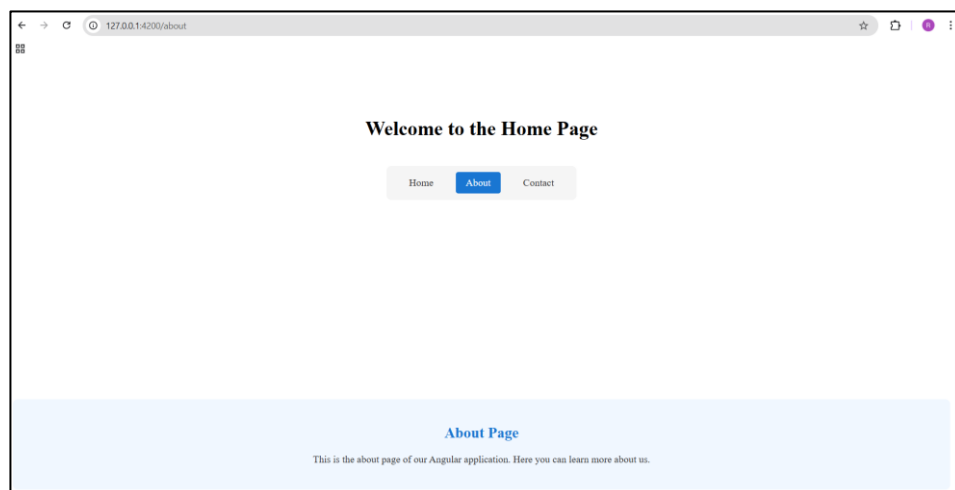 127.0.0.1:4200/about
R
Welcome to the Home Page
Home About Contact
About Page
This is the about page of our Angular application. Here you can learn more about us.